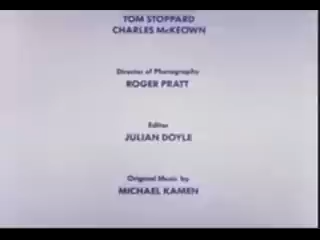 TOM STOPPARD
CHARLES McKEOWN
Director of Photography
ROGER PRATT
Editor
JULIAN DOYLE
Original Music by
MICHAEL KAMEN